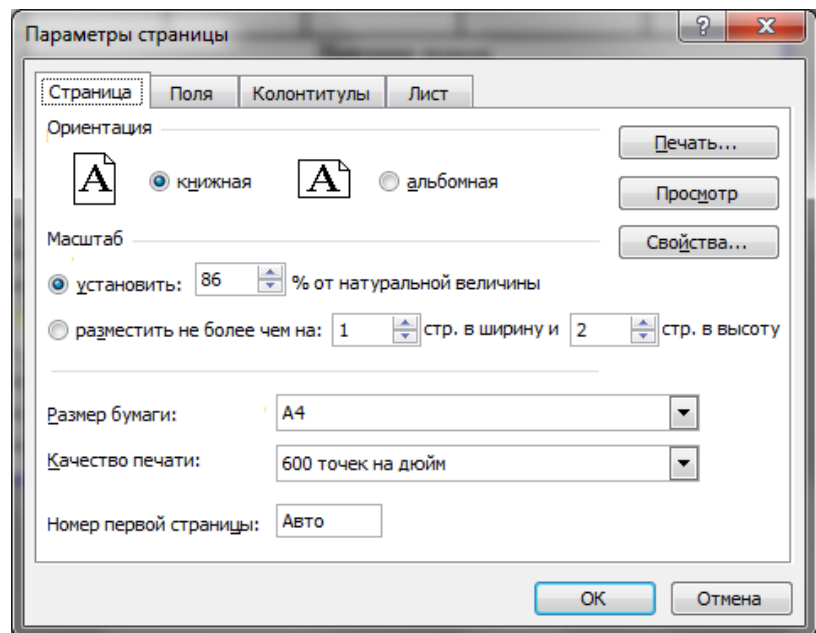 Параметры страницы
Страница Поля Колонтитулы Лист
Ориентация
Печать...
A книжная A альбомная
Просмотр
Масштаб
Свойства...
установить: 86 % от натуральной величины
разместить не более чем на: 1 стр. в ширину и 2 стр. в высоту
Размер бумаги: A4
Качество печати: 600 точек на дюйм
Номер первой страницы: Авто
ОК Отмена